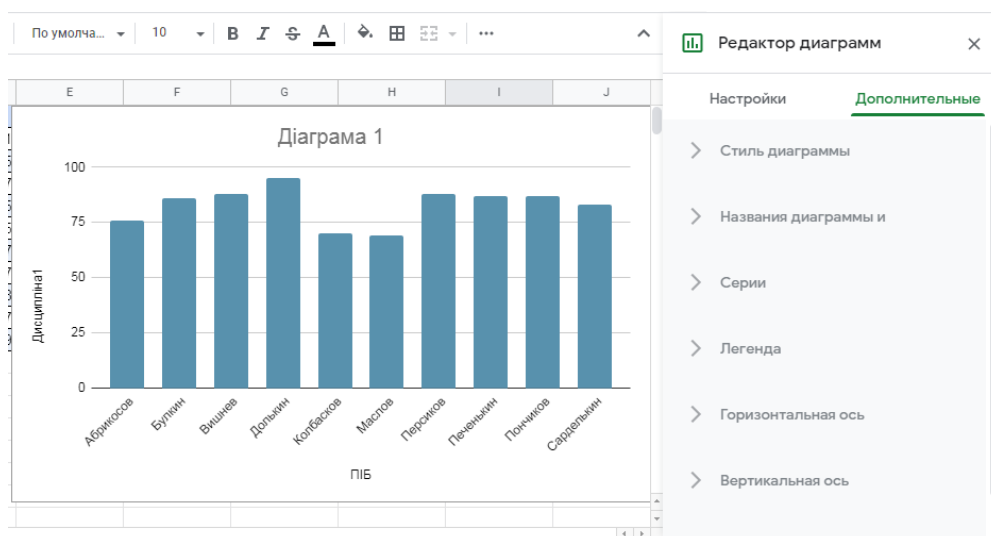 По умолча... 10 B I S A ...
Редактор диаграмм
Настройки Дополнительные
E F G H I J
Діаграма 1
100
75
50
25
0
Дисципліна1
Абрикосов Булкин Вишнев Долькин Колбасков Маслов Персиков Печенькин Пончиков Сарделькин
ПІБ
Стиль диаграммы
Названия диаграммы и
Серии
Легенда
Горизонтальная ось
Вертикальная ось